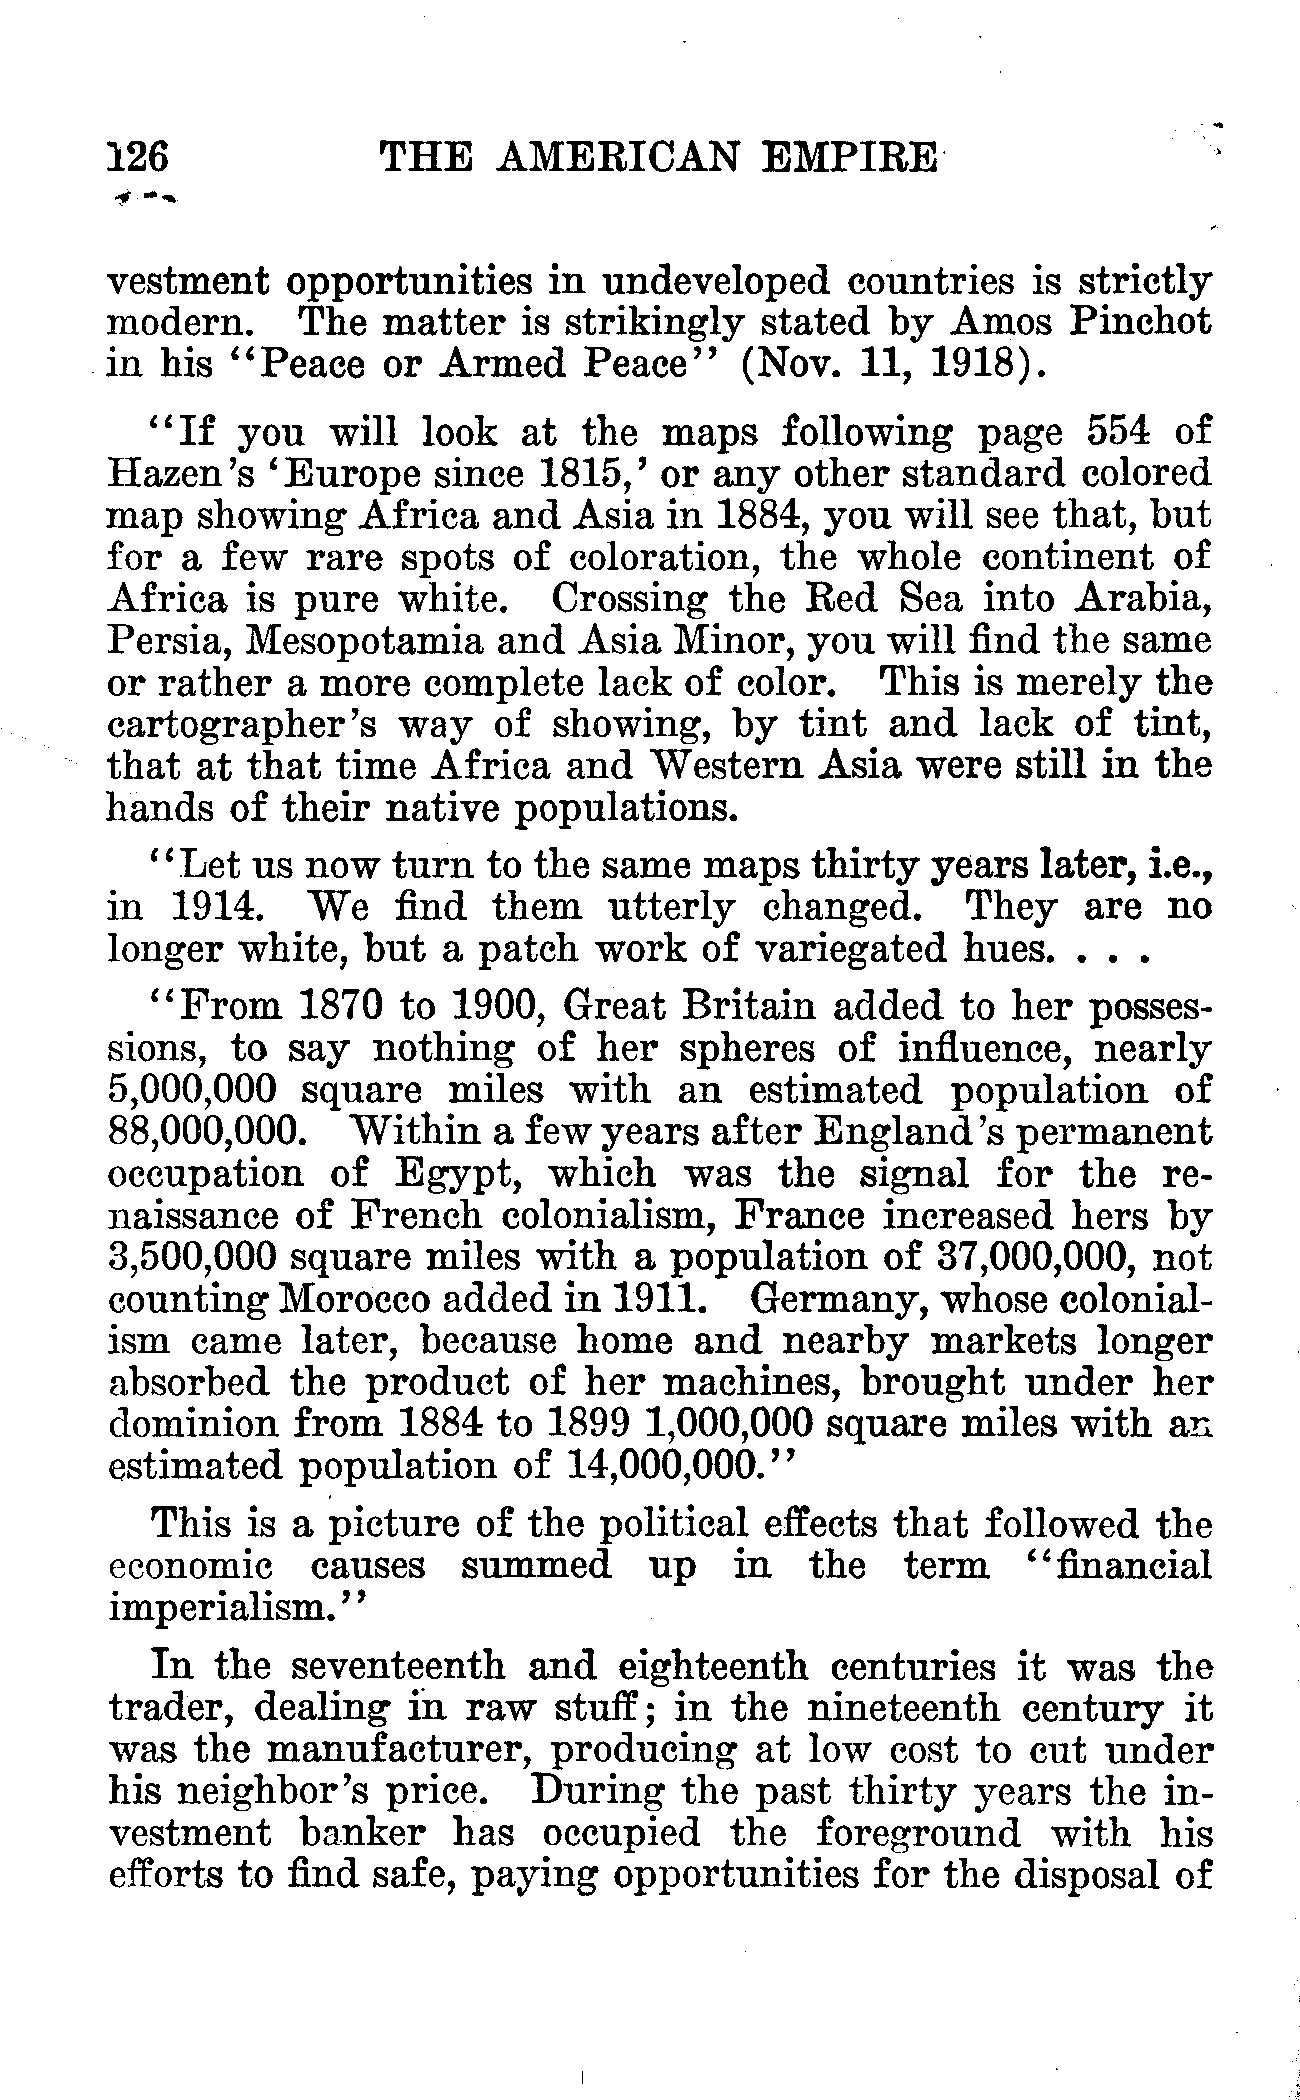 126 THE AMERICAN EMPIRE
vestment opportunities in undeveloped countries is strictly
modern. The matter is strikingly stated by Amos Pinchot
in his "Peace or Armed Peace" (Nov. 11, 1918).
"If you will look at the maps following page 554 of
Hazen's 'Europe since 1815,' or any other standard colored
map showing Africa and Asia in 1884, you will see that, but
for a few rare spots of coloration, the whole continent of
Africa is pure white. Crossing the Red Sea into Arabia,
Persia, Mesopotamia and Asia Minor, you will find the same
or rather a more complete lack of color. This is merely the
cartographer's way of showing, by tint and lack of tint,
that at that time Africa and Western Asia were still in the
hands of their native populations.
"Let us now turn to the same maps thirty years later, i.e.,
in 1914. We find them utterly changed. They are no
longer white, but a patch work of variegated hues. . . .
"From 1870 to 1900, Great Britain added to her posses-
sions, to say nothing of her spheres of influence, nearly
5,000,000 square miles with an estimated population of
88,000,000. Within a few years after England's permanent
occupation of Egypt, which was the signal for the re-
naissance of French colonialism, France increased hers by
3,500,000 square miles with a population of 37,000,000, not
counting Morocco added in 1911. Germany, whose colonial-
ism came later, because home and nearby markets longer
absorbed the product of her machines, brought under her
dominion from 1884 to 1899 1,000,000 square miles with an
estimated population of 14,000,000."
This is a picture of the political effects that followed the
economic causes summed up in the term "financial
imperialism."
In the seventeenth and eighteenth centuries it was the
trader, dealing in raw stuff; in the nineteenth century it
was the manufacturer, producing at low cost to cut under
his neighbor's price. During the past thirty years the in-
vestment banker has occupied the foreground with his
efforts to find safe, paying opportunities for the disposal of